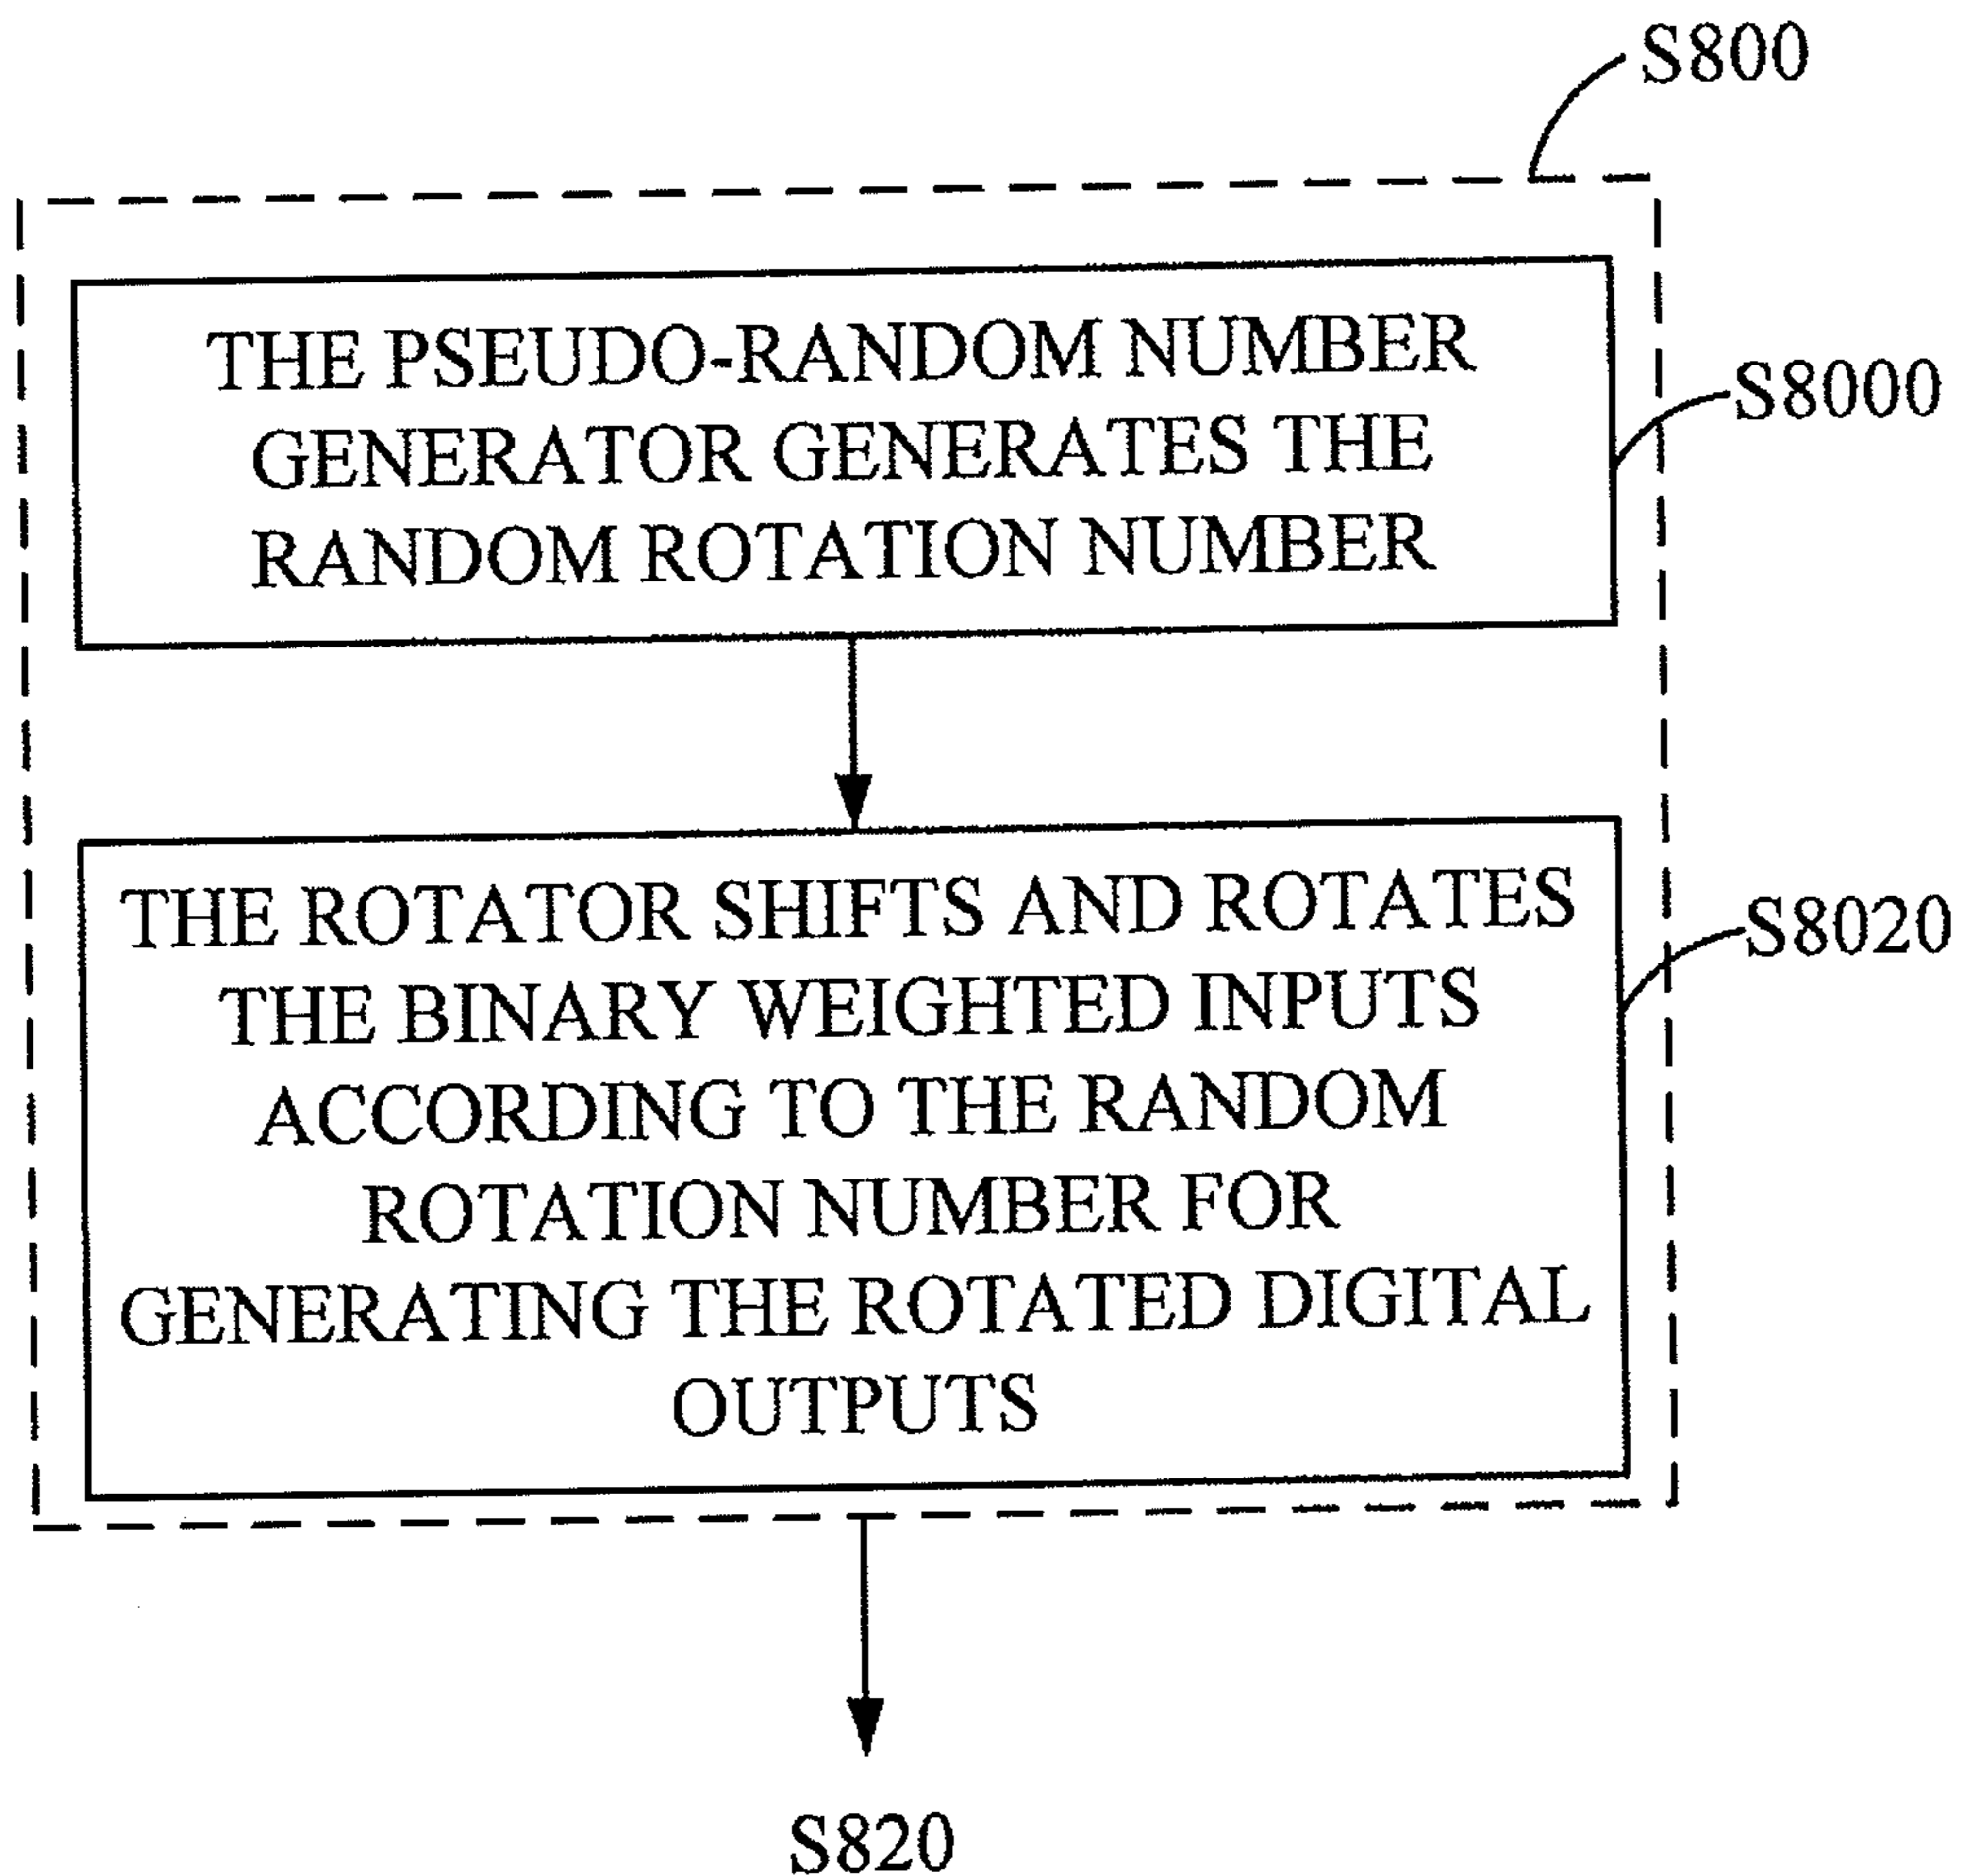 S800
THE PSEUDO-RANDOM NUMBER
GENERATOR GENERATES THE
RANDOM ROTATION NUMBER
S8000
THE ROTATOR SHIFTS AND ROTATES
THE BINARY WEIGHTED INPUTS
ACCORDING TO THE RANDOM
ROTATION NUMBER FOR
GENERATING THE ROTATED DIGITAL
OUTPUTS
S8020
S820